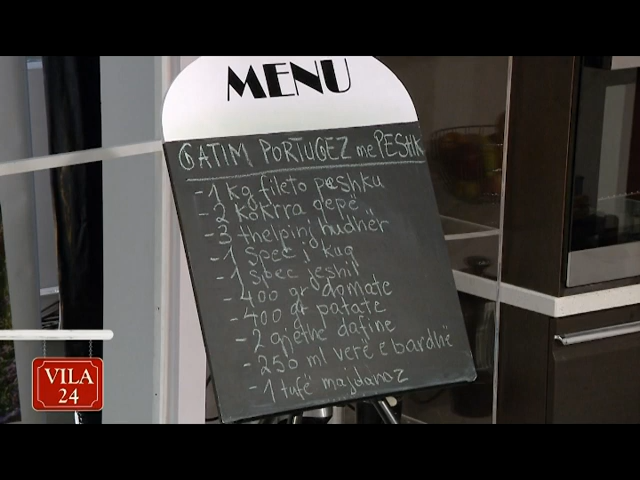 MENU
GATIM PORTUGEZ me PESHK
-1 kg fileto peshku
-2 kokrra qepë
-3 thelpinj hudhër
-1 spec i kuq
-1 spec jeshil
-400 gr domate
-400 gr patate
-2 gjethe dafine
-250 ml verë e bardhë
-1 tufë majdanoz
VILA
24